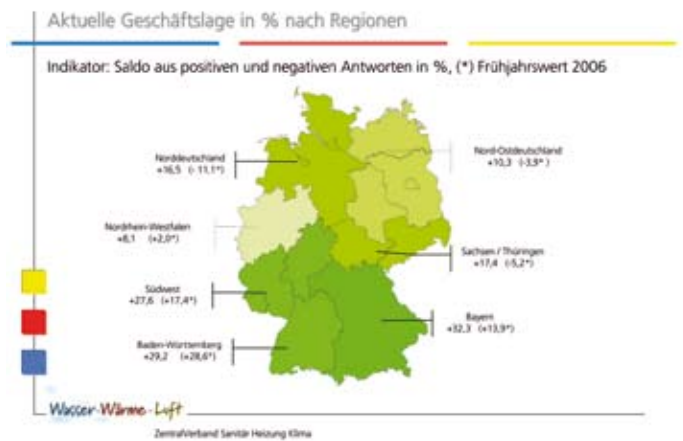 Aktuelle Geschäftslage in % nach Regionen
Indikator: Saldo aus positiven und negativen Antworten in %, (*) Frühjahrswert 2006
Norddeutschland
+16,5 (- 11,1*)
Nord-Ostdeutschland
+10,3 (-3,9* )
Nordrhein-Westfalen
+8,1 (+2,0*)
Sachsen / Thüringen
+17,4 (-5,2*)
Südwest
+27,6 (+17,4*)
Bayern
+32,3 (+13,9*)
Baden-Württemberg
+29,2 (+28,6*)
Wasser·Wärme·Luft
Zentralverband Sanitär Heizung Klima